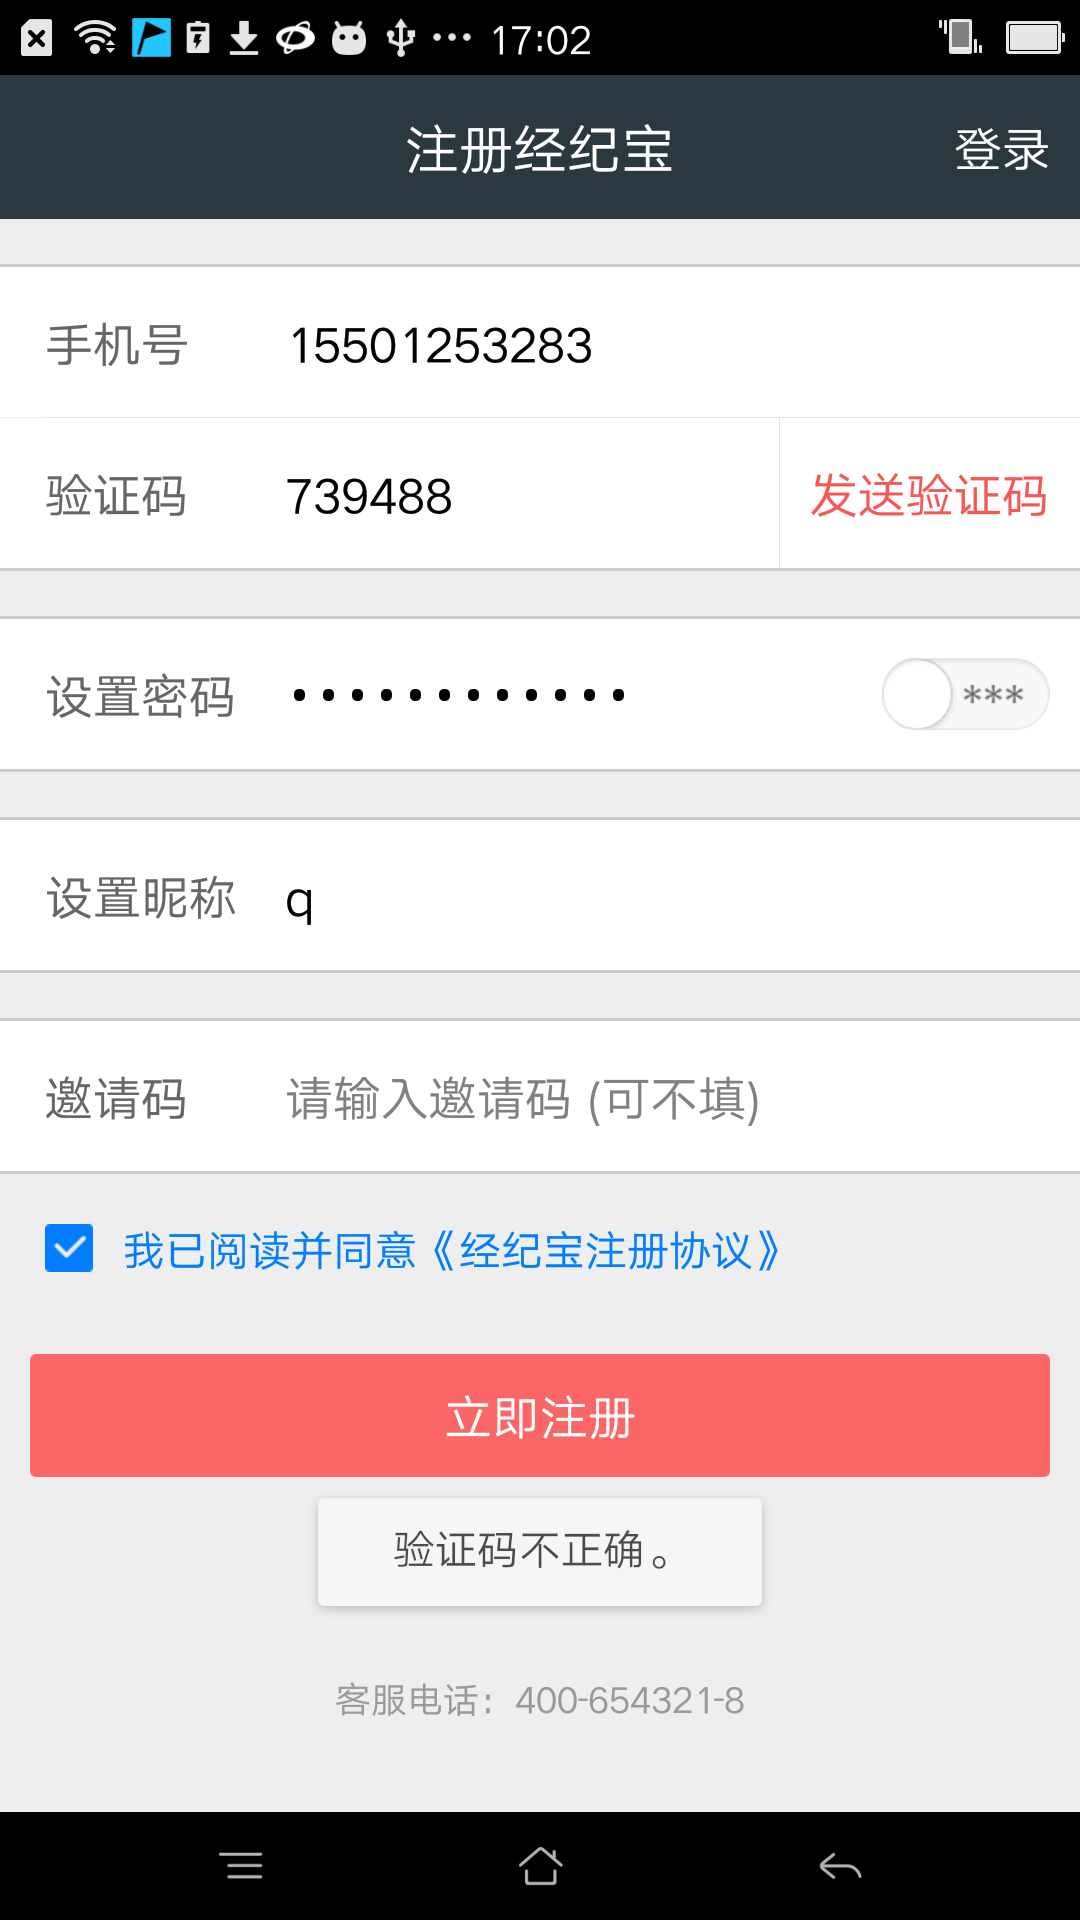 17:02
注册经纪宝
登录
手机号 15501253283
验证码 739488 发送验证码
设置密码 •••••••••••• ***
设置昵称 q
邀请码 请输入邀请码 (可不填)
我已阅读并同意《经纪宝注册协议》
立即注册
验证码不正确。
客服电话：400-654321-8